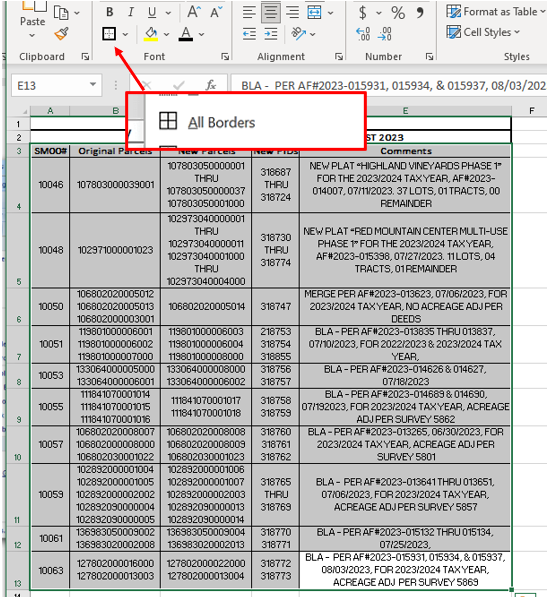 Paste
B I U A A
Format as Table
Cell Styles
$ % ,
Clipboard Font Alignment Number Styles
E13 fx BLA - PER AF#2023-015931, 015934, & 015937, 08/03/202
A B E F
All Borders
1
2 ST 2023
3 SM00# Original Parcels New Parcels New PIDs Comments
107803050000001
THRU
107803050000037
107803050001000
318687
THRU
318724
NEW PLAT "HIGHLAND VINEYARDS PHASE 1"
FOR THE 2023/2024 TAX YEAR, AF#2023-
014007, 07/11/2023. 37 LOTS, 01 TRACTS, 00
REMAINDER
4 10046 107803000039001
102973040000001
THRU
102973040000011
102973040001000
THRU
102973040004000
318730
THRU
318774
NEW PLAT "RED MOUNTAIN CENTER MULTI-USE
PHASE 1" FOR THE 2023/2024 TAX YEAR,
AF#2023-015398, 07/27/2023. 11 LOTS, 04
TRACTS, 01 REMAINDER
5 10048 102971000001023
106802020005012
106802020005013
106802000003001
106802020005014
318747
MERGE PER AF#2023-013623, 07/06/2023, FOR
2023/2024 TAX YEAR, NO ACREAGE ADJ PER
DEEDS
6 10050
119801000006001
119801000006002
119801000007000
119801000006003
119801000006004
119801000008000
218753
318754
318855
BLA - PER AF#2023-013835 THRU 013837,
07/10/2023, FOR 2022/2023 & 2023/2024 TAX
YEAR,
7 10051
133064000005000
133064000006001
133064000006002
133064000008000
318756
318757
BLA - PER AF#2023-014626 & 014627,
07/18/2023
8 10053
111841070001014
111841070001015
111841070001016
111841070001017
111841070001018
318758
318759
BLA - PER AF#2023-014689 & 014690,
07/192023, FOR 2023/2024 TAX YEAR, ACREAGE
ADJ PER SURVEY 5862
9 10055
106802020008007
106802020008000
106802030001022
106802020008008
106802020008009
106802030001023
318760
318761
318762
BLA - PER AF#2023-013265, 06/30/2023, FOR
2023/2024 TAX YEAR, ACREAGE ADJ PER
SURVEY 5801
10 10057
102892000001004
102892000001005
102892000002002
102892090000004
102892090000005
102892000001006
102892000001007
102892000002003
102892090000013
102892090000014
318765
THRU
318769
BLA - PER AF#2023-013641 THRU 013651,
07/06/2023, FOR 2023/2024 TAX YEAR,
ACREAGE ADJ PER SURVEY 5857
11 10059
136983050009002
136983020002008
136983050009004
136983020002013
318770
318771
BLA - PER AF#2023-015132 THRU 015134,
07/25/2023,
12 10061
127802000016000
127802000013003
127802000022000
127802000013004
318772
318773
BLA - PER AF#2023-015931, 015934, & 015937,
08/03/2023, FOR 2023/2024 TAX YEAR,
ACREAGE ADJ PER SURVEY 5869
13 10063
14